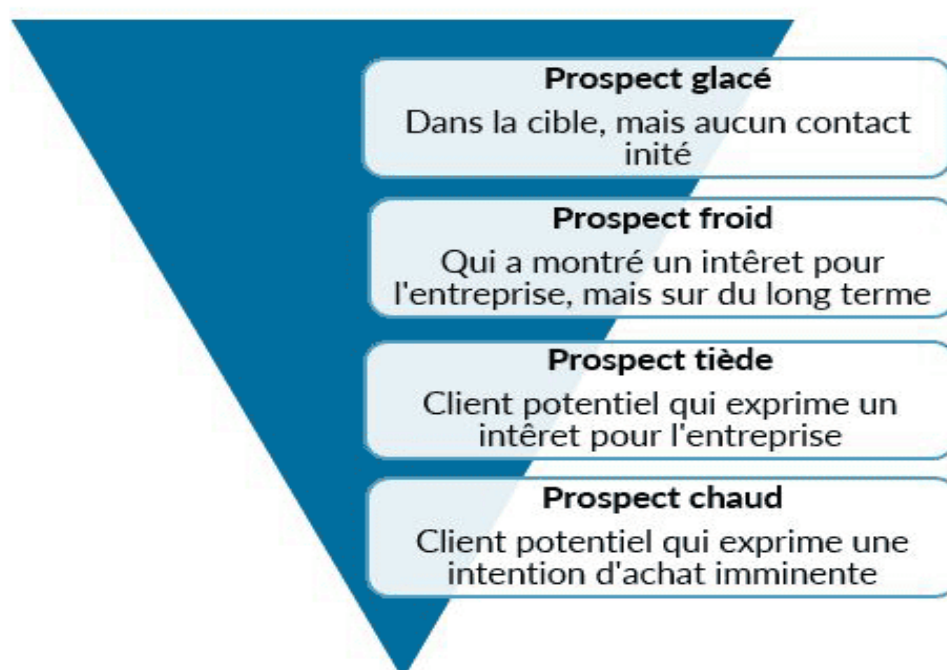 Prospect glacé
Dans la cible, mais aucun contact
inité
Prospect froid
Qui a montré un intêret pour
l'entreprise, mais sur du long terme
Prospect tiède
Client potentiel qui exprime un
intêret pour l'entreprise
Prospect chaud
Client potentiel qui exprime une
intention d'achat imminente